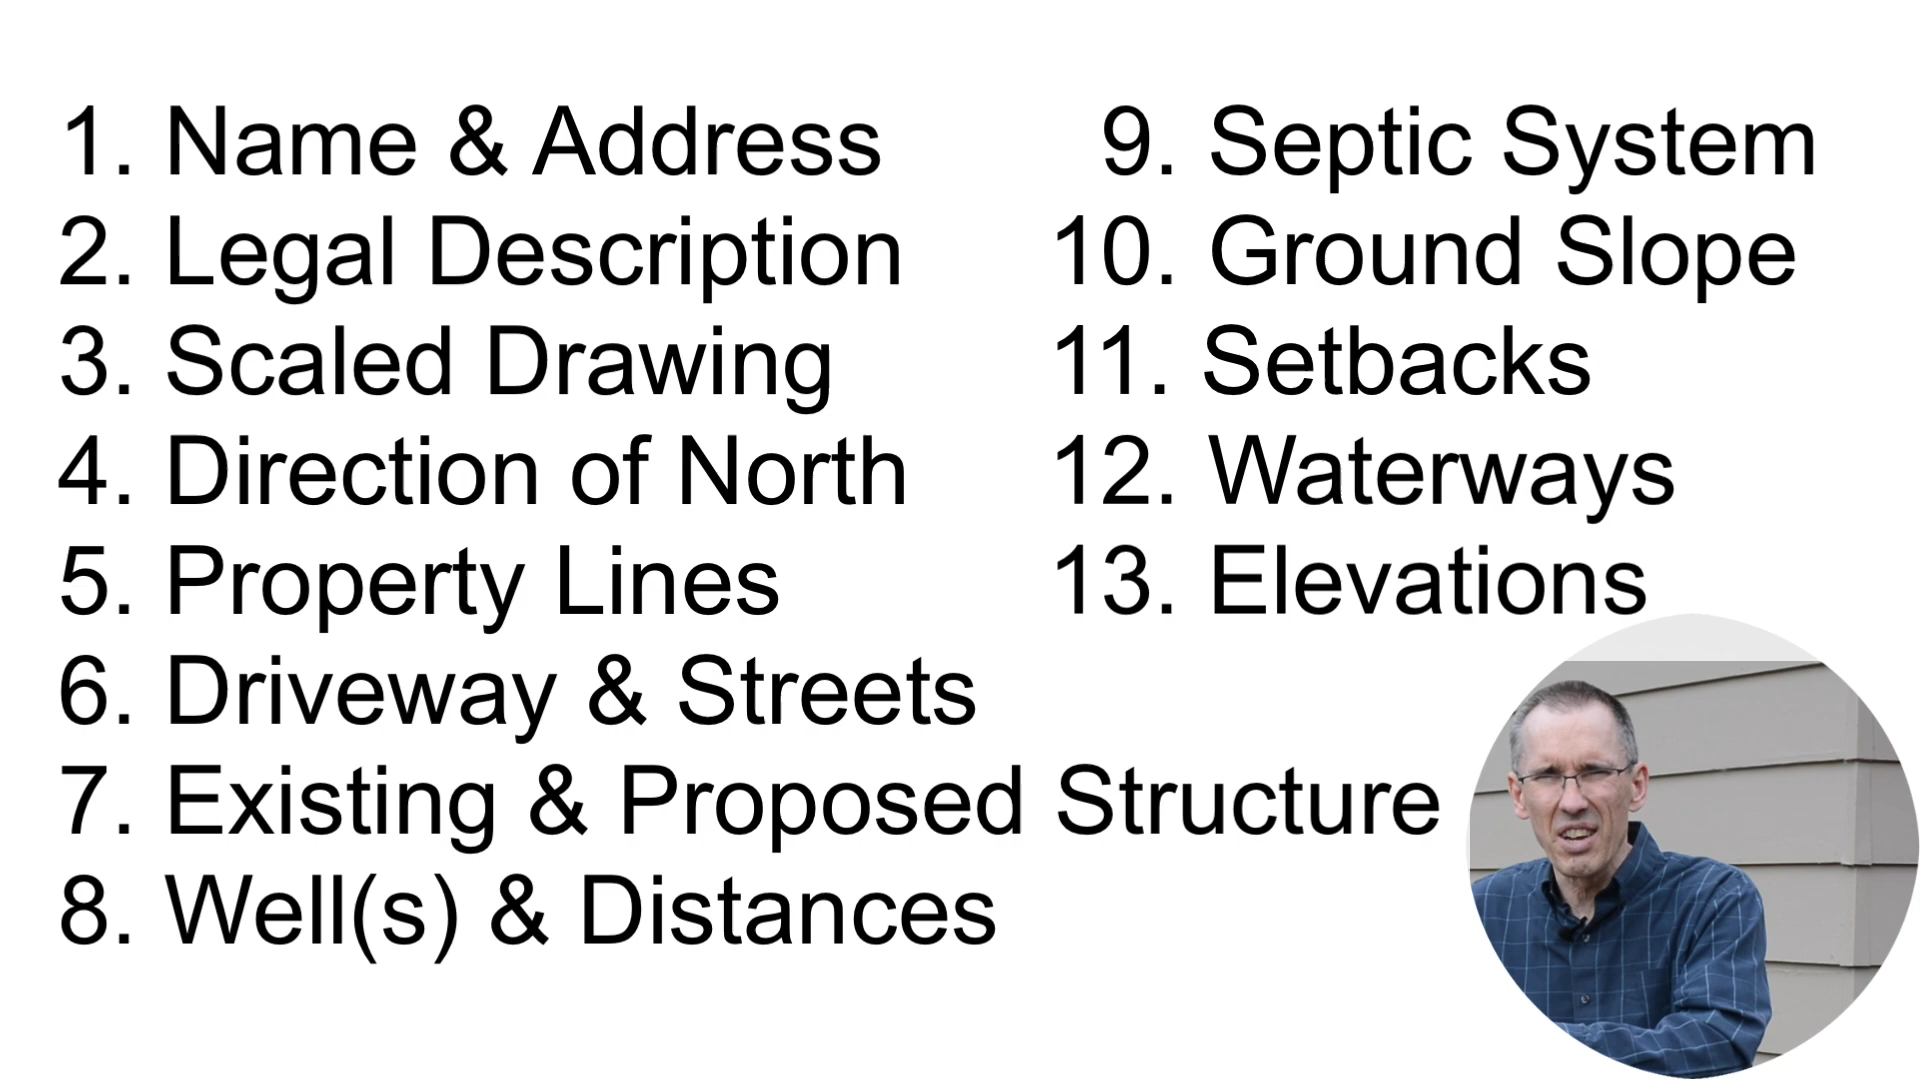 1. Name & Address
2. Legal Description
3. Scaled Drawing
4. Direction of North
5. Property Lines
6. Driveway & Streets
7. Existing & Proposed Structure
8. Well(s) & Distances
9. Septic System
10. Ground Slope
11. Setbacks
12. Waterways
13. Elevations